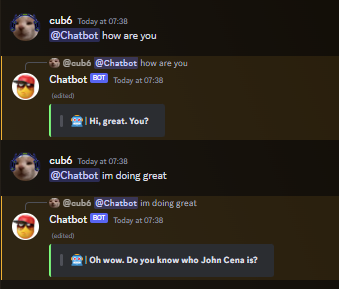 cub6 Today at 07:38
@Chatbot how are you
@cub6 @Chatbot how are you
Chatbot BOT Today at 07:38
(edited)
🤖 | Hi, great. You?
cub6 Today at 07:38
@Chatbot im doing great
@cub6 @Chatbot im doing great
Chatbot BOT Today at 07:38
(edited)
🤖 | Oh wow. Do you know who John Cena is?